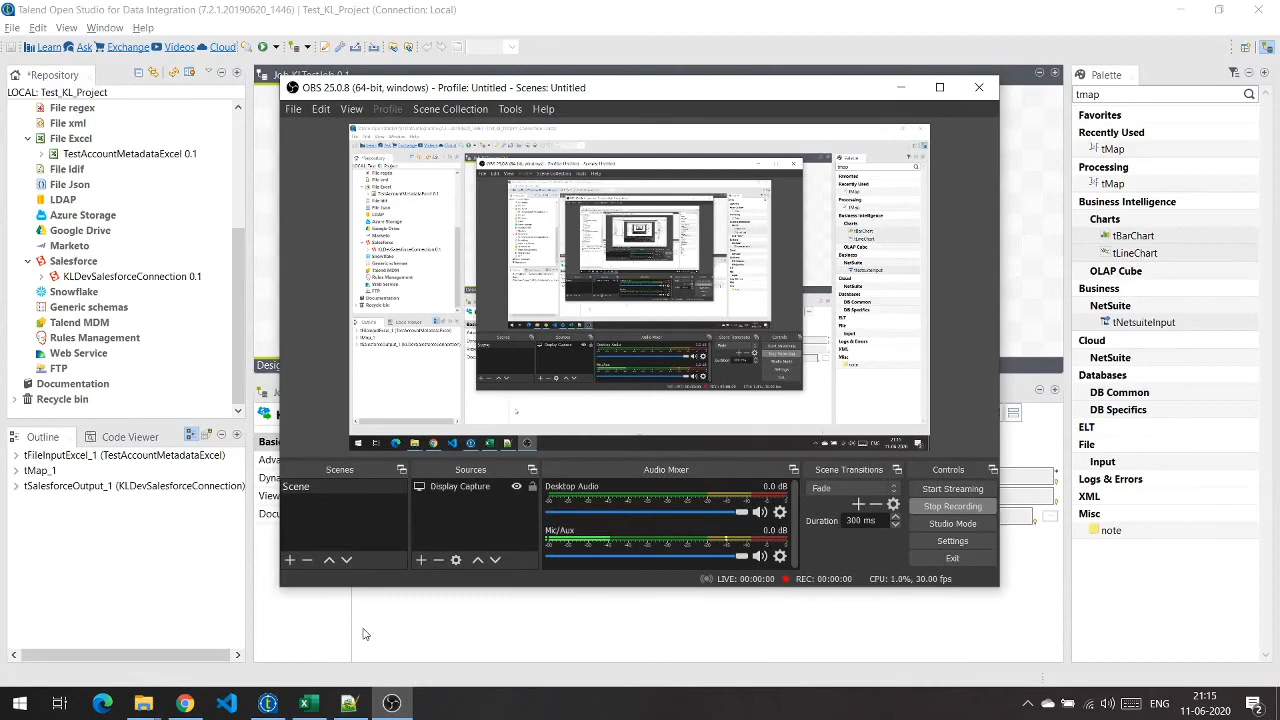 Talend Open Studio for Data Integration (7.2.1.20190620_1446) | Test_KL_Project (Connection: Local)
File Edit View Window Help
Learn Ask Exchange Videos Cloud
*Repository
LOCAL: Test_KL_Project
File regex
File xml
File Excel
TestAccountMetadataExcel 0.1
File ldif
File Json
LDAP
Azure Storage
Google Drive
Marketo
Salesforce
KLDevSalesforceConnection 0.1
Snowflake
Generic schemas
Talend MDM
Rules Management
Web Service
FTP
Documentation
Recycle bin
Outline Code Viewer
tFileInputExcel_1 (TestAccountMetadata
tMap_1
tSalesforceOutput_1 (KLDevSalesforceConnection)
Job KLTestJob 0.1
OBS 25.0.8 (64-bit, windows) - Profile: Untitled - Scenes: Untitled
File Edit View Profile Scene Collection Tools Help
Scenes
Scene
Sources
Display Capture
Audio Mixer
Desktop Audio 0.0 dB
Mic/Aux 0.0 dB
Scene Transitions
Fade
Duration 300 ms
Controls
Start Streaming
Stop Recording
Studio Mode
Settings
Exit
LIVE: 00:00:00 REC: 00:00:00 CPU: 1.0%, 30.00 fps
Palette
tmap
Favorites
Recently Used
tMap
Processing
tMap
Business Intelligence
Charts
tBarChart
tLineChart
OLAP Cube
Business
NetSuite
tNetsuiteInput
Cloud
NetSuite
Databases
DB Common
DB Specifics
ELT
File
Input
Logs & Errors
XML
Misc
note
ENG
21:15
11-06-2020
2